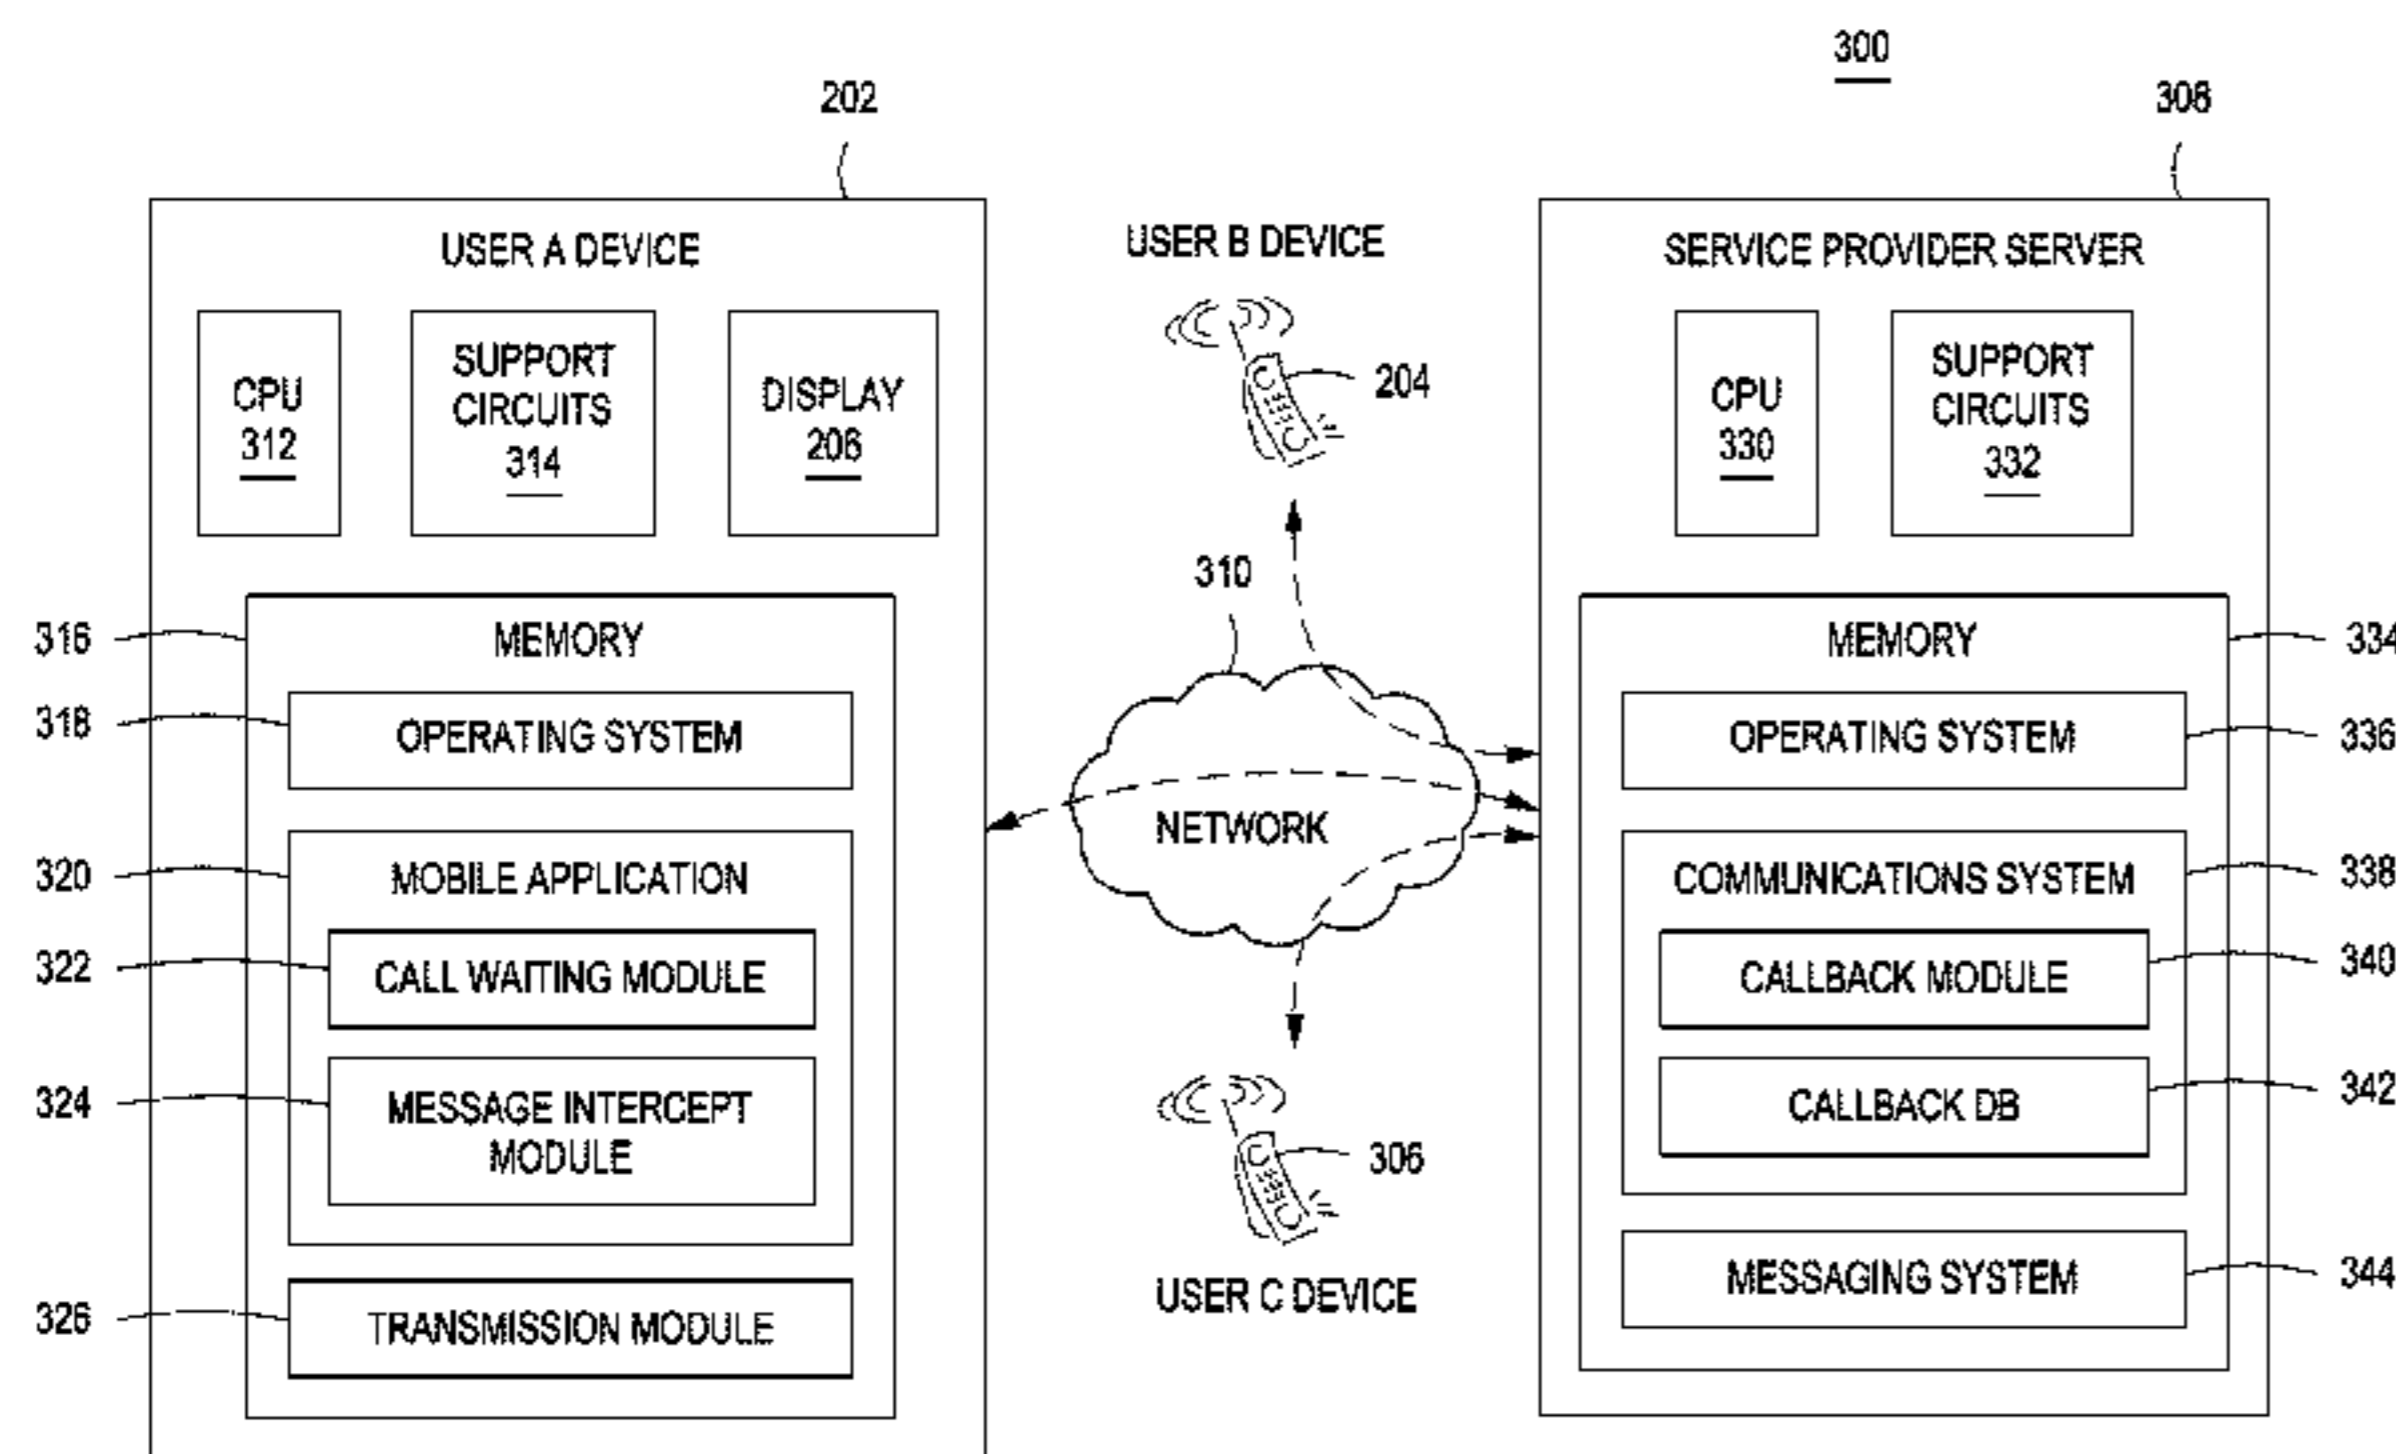 300
202
308
USER A DEVICE
CPU
312
SUPPORT
CIRCUITS
314
DISPLAY
206
316
MEMORY
318
OPERATING SYSTEM
320
MOBILE APPLICATION
322
CALL WAITING MODULE
324
MESSAGE INTERCEPT
MODULE
326
TRANSMISSION MODULE
USER B DEVICE
204
310
NETWORK
306
USER C DEVICE
SERVICE PROVIDER SERVER
CPU
330
SUPPORT
CIRCUITS
332
MEMORY
334
OPERATING SYSTEM
336
COMMUNICATIONS SYSTEM
338
CALLBACK MODULE
340
CALLBACK DB
342
MESSAGING SYSTEM
344